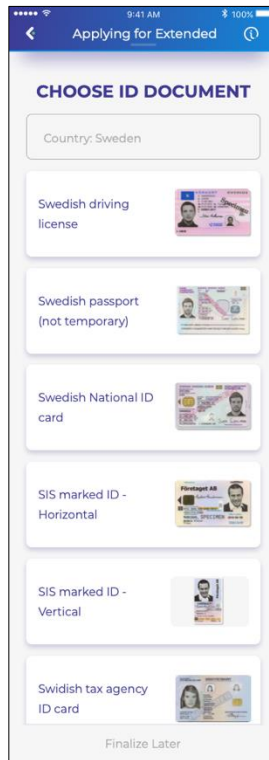 9:41 AM
100%
Applying for Extended
CHOOSE ID DOCUMENT
Country: Sweden
Swedish driving
license
Swedish passport
(not temporary)
Swedish National ID
card
SIS marked ID -
Horizontal
Företaget AB
SPECIMEN
SIS marked ID -
Vertical
Swidish tax agency
ID card
Finalize Later